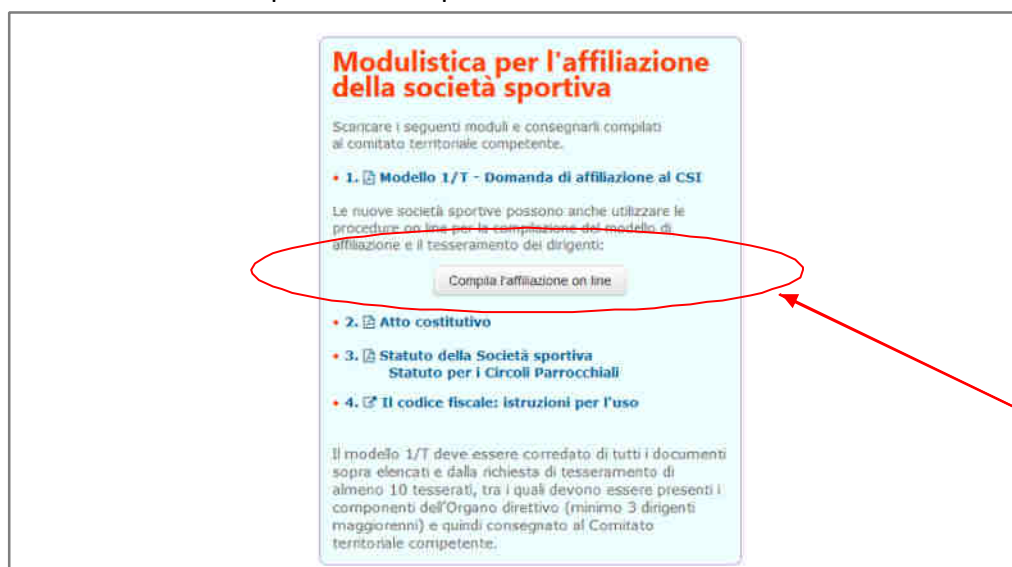 Modulistica per l'affiliazione
della società sportiva
Scaricare i seguenti moduli e consegnarli compilati
al comitato territoriale competente.
• 1. Modello 1/T - Domanda di affiliazione al CSI
Le nuove società sportive possono anche utilizzare le
procedure on line per la compilazione del modello di
affiliazione e il tesseramento dei dirigenti:
Compila l'affiliazione on line
• 2. Atto costitutivo
• 3. Statuto della Società sportiva
Statuto per i Circoli Parrocchiali
• 4. Il codice fiscale: istruzioni per l'uso
Il modello 1/T deve essere corredato di tutti i documenti
sopra elencati e dalla richiesta di tesseramento di
almeno 10 tesserati, tra i quali devono essere presenti i
componenti dell'Organo direttivo (minimo 3 dirigenti
maggiorenni) e quindi consegnato al Comitato
territoriale competente.